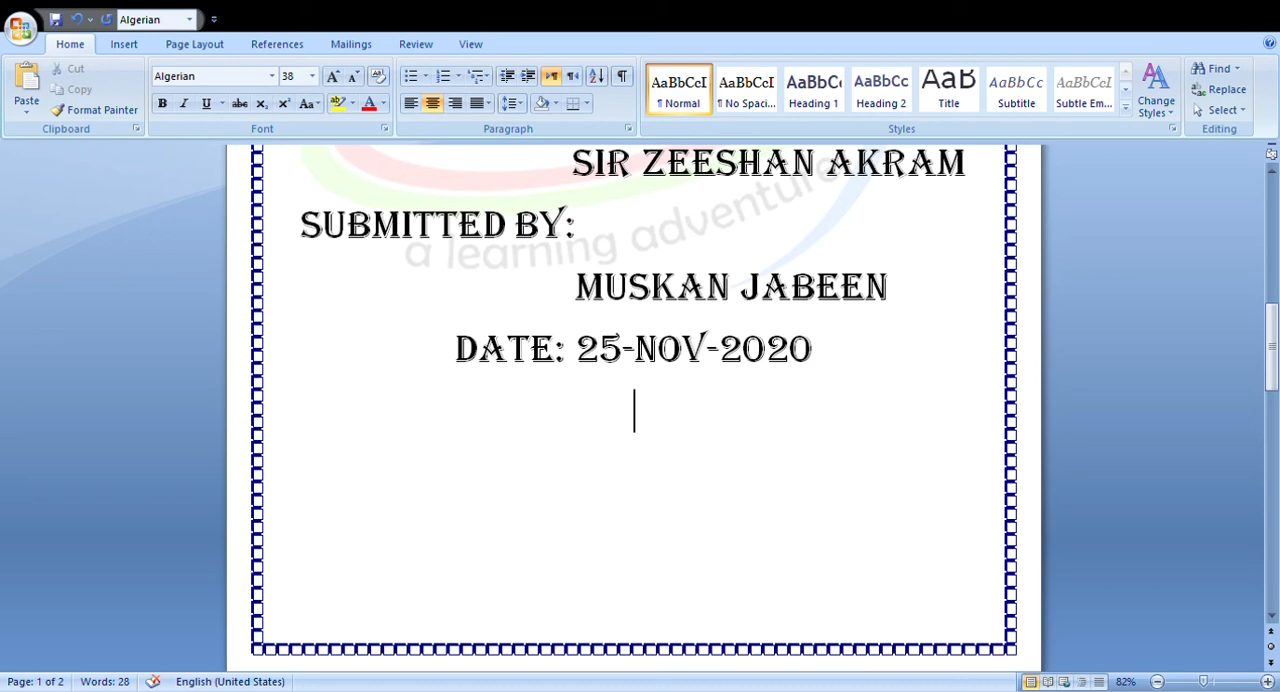 Algerian
Home Insert Page Layout References Mailings Review View
Paste
Cut
Copy
Format Painter
Clipboard
Algerian 38
Font
Paragraph
AaBbCcI AaBbCcI AaBbC AaBbCc AaB AaBbCc AaBbCcI
¶ Normal ¶ No Spaci... Heading 1 Heading 2 Title Subtitle Subtle Em...
Change Styles
Styles
Find
Replace
Select
Editing
SIR ZEESHAN AKRAM
SUBMITTED BY:
a learning adventure
MUSKAN JABEEN
DATE: 25-NOV-2020
Page: 1 of 2 Words: 28 English (United States) 82%